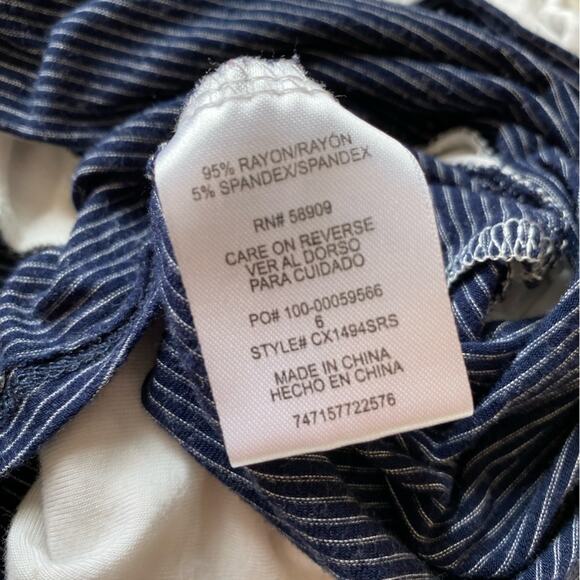 95% RAYON/RAYÓN
5% SPANDEX/SPANDEX
RN# 58909
CARE ON REVERSE
VER AL DORSO
PARA CUIDADO
PO# 100-00059566
6
STYLE# CX1494SRS
MADE IN CHINA
HECHO EN CHINA
747157722576